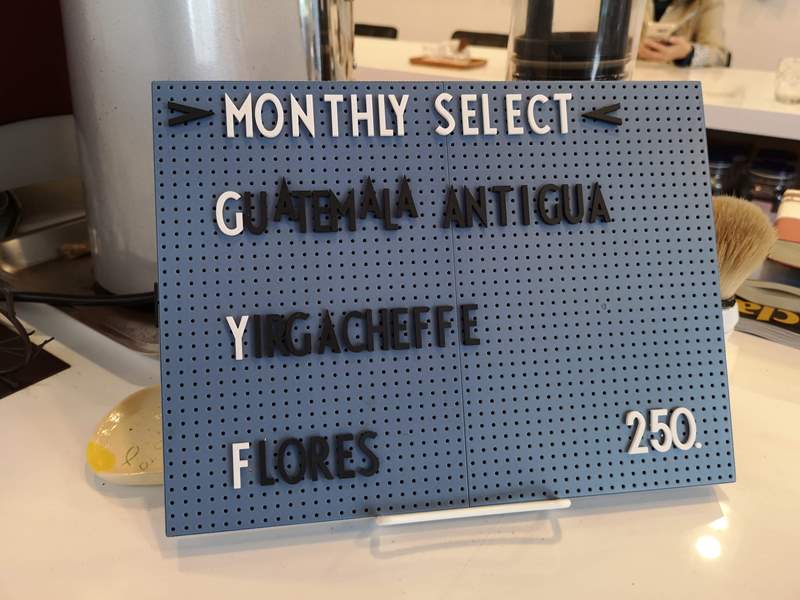 > MONTHLY SELECT <
GUATEMALA ANTIGUA
YIRGACHEFFE
FLORES 250.